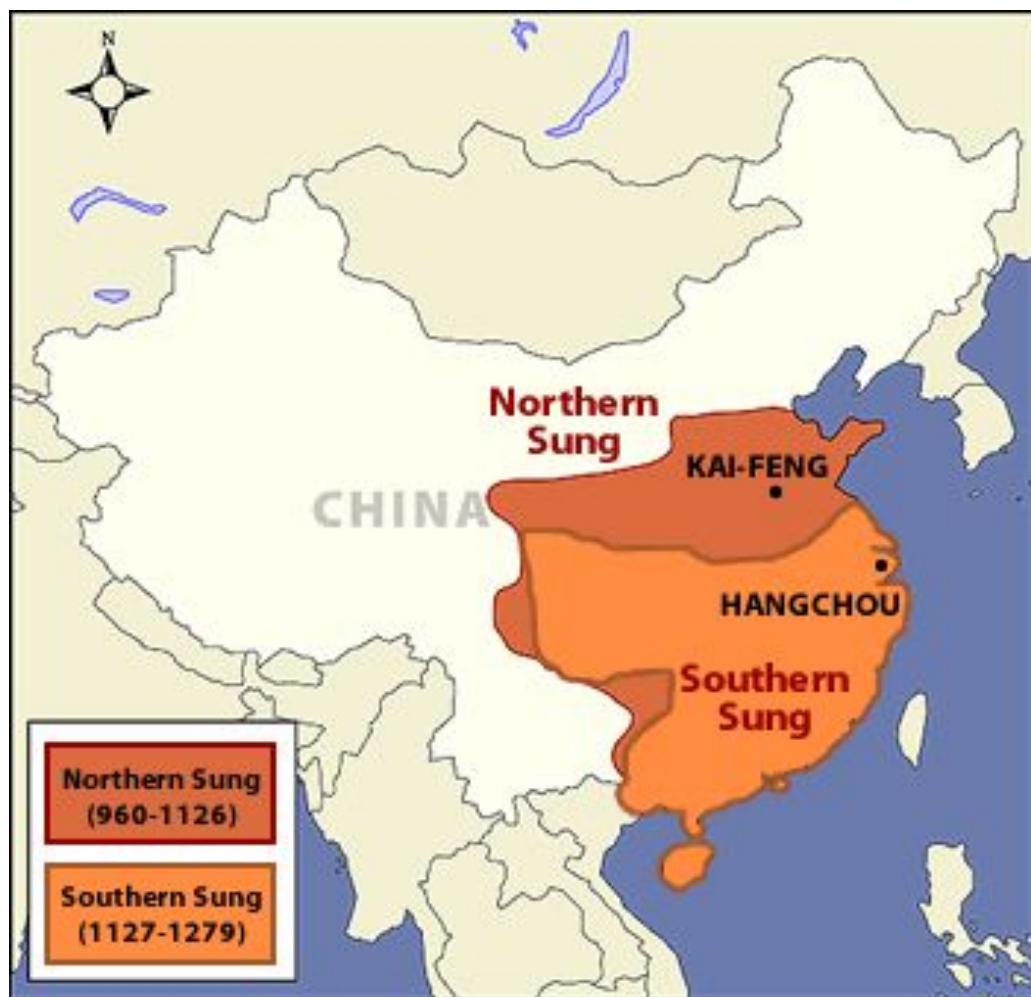 N
Northern
Sung
KAI-FENG
CHINA
HANGCHOU
Southern
Sung
Northern Sung
(960-1126)
Southern Sung
(1127-1279)